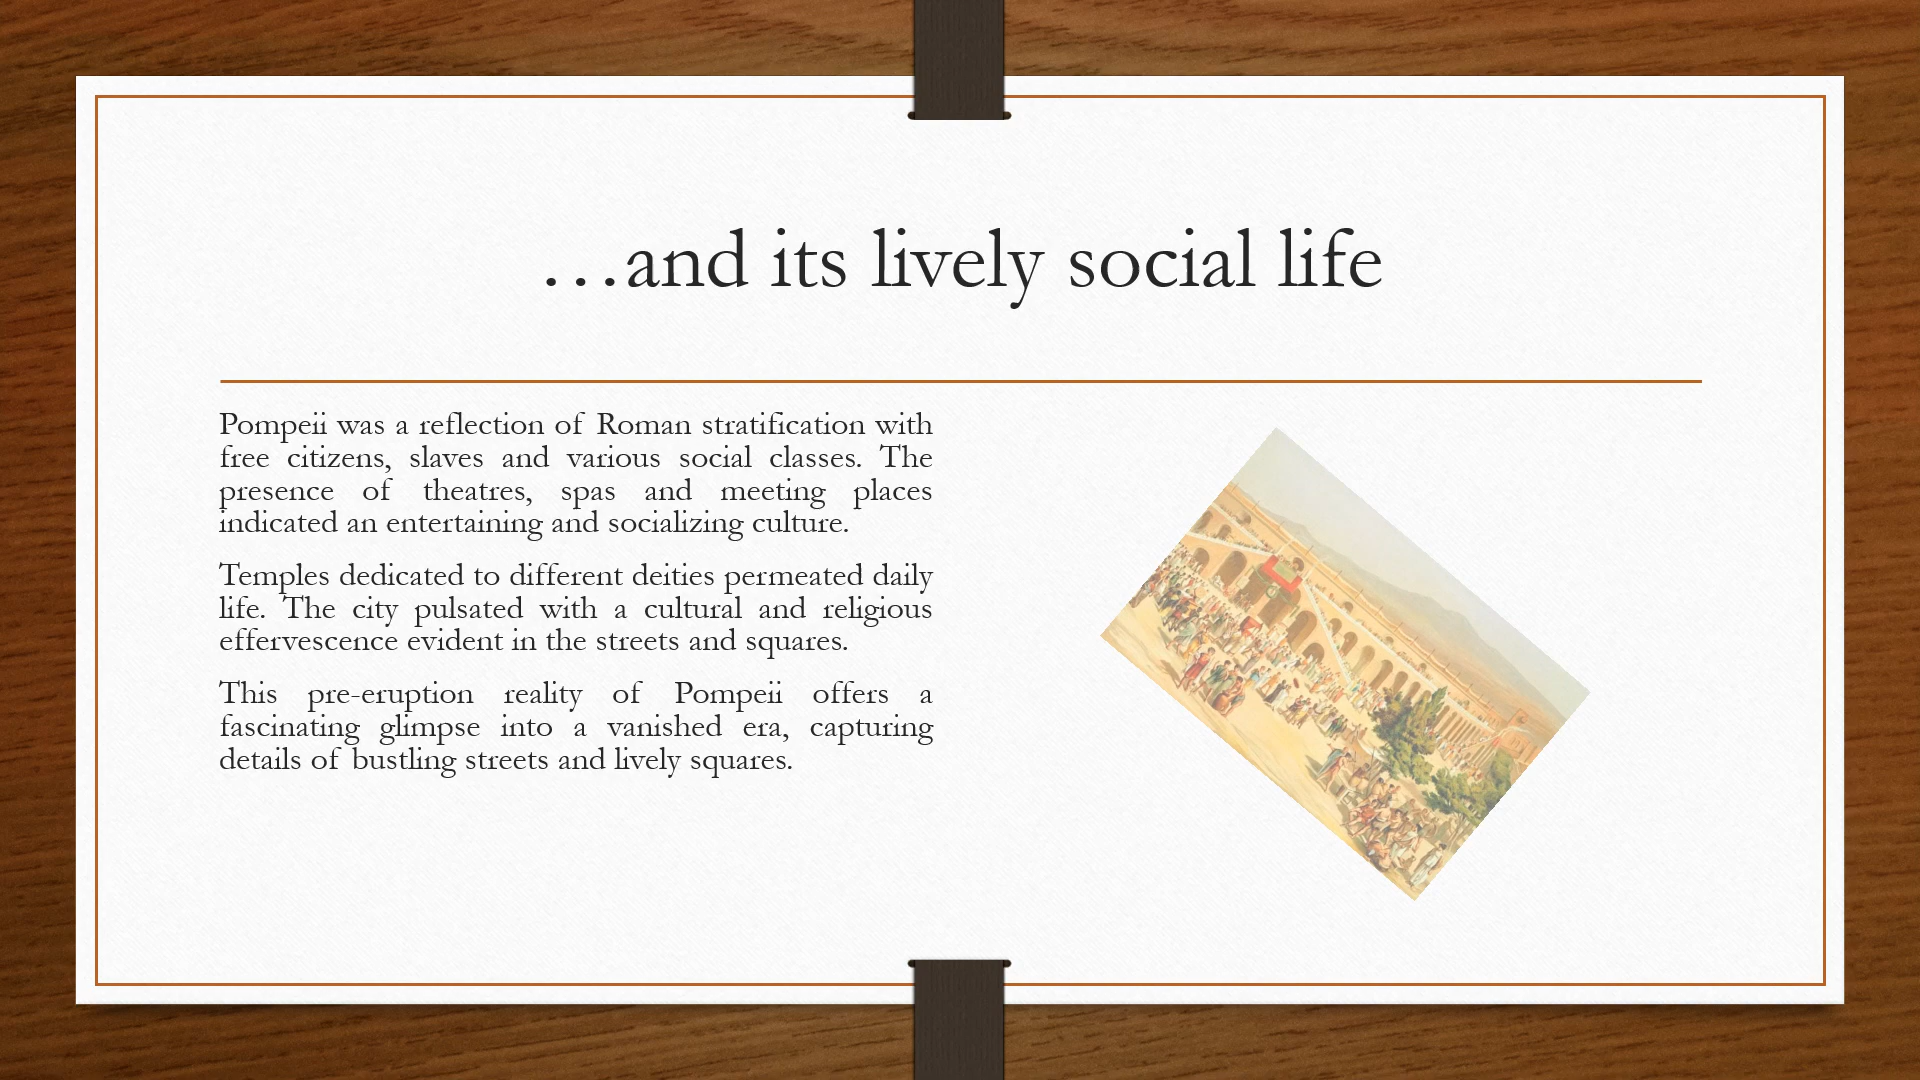 …and its lively social life
Pompeii was a reflection of Roman stratification with
free citizens, slaves and various social classes. The
presence of theatres, spas and meeting places
indicated an entertaining and socializing culture.
Temples dedicated to different deities permeated daily
life. The city pulsated with a cultural and religious
effervescence evident in the streets and squares.
This pre-eruption reality of Pompeii offers a
fascinating glimpse into a vanished era, capturing
details of bustling streets and lively squares.